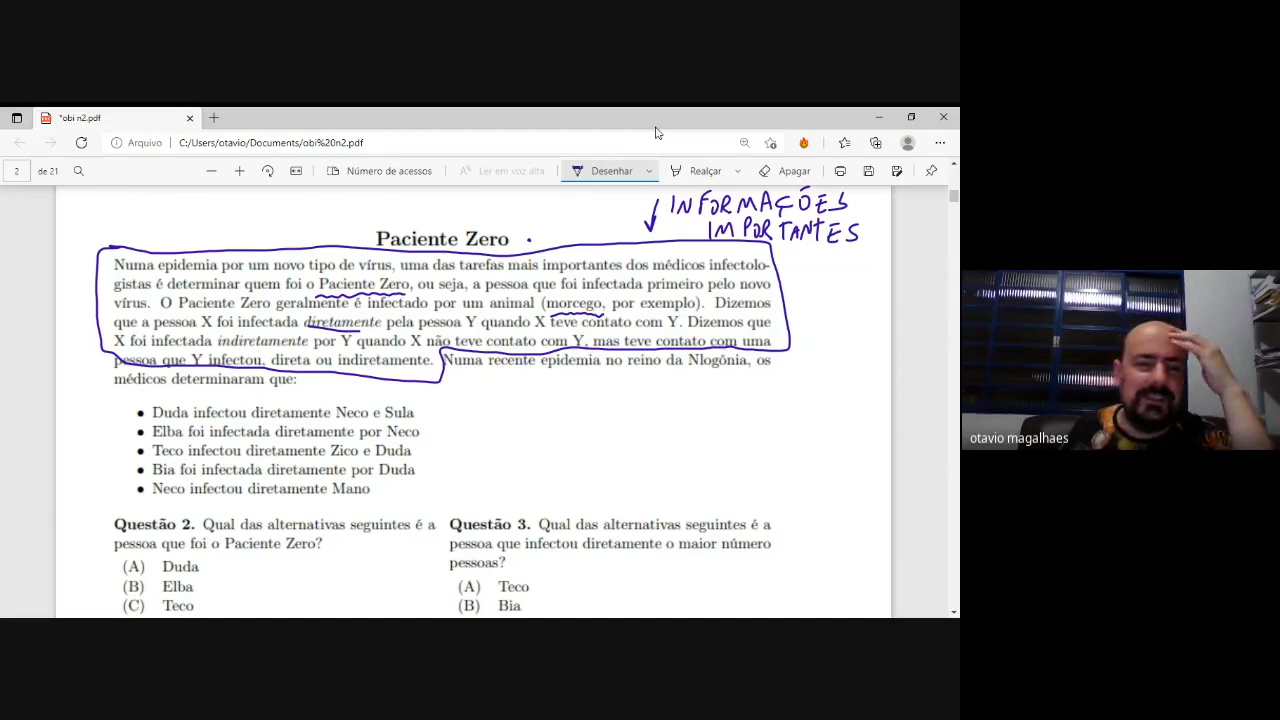 *obi n2.pdf
Arquivo C:/Users/otavio/Documents/obi%20n2.pdf
2 de 21 Número de acessos Ler em voz alta Desenhar Realçar Apagar
INFORMAÇÕES
IMPORTANTES
Paciente Zero
Numa epidemia por um novo tipo de vírus, uma das tarefas mais importantes dos médicos infectolo-
gistas é determinar quem foi o Paciente Zero, ou seja, a pessoa que foi infectada primeiro pelo novo
vírus. O Paciente Zero geralmente é infectado por um animal (morcego, por exemplo). Dizemos
que a pessoa X foi infectada diretamente pela pessoa Y quando X teve contato com Y. Dizemos que
X foi infectada indiretamente por Y quando X não teve contato com Y, mas teve contato com uma
pessoa que Y infectou, direta ou indiretamente. Numa recente epidemia no reino da Nlogônia, os
médicos determinaram que:
• Duda infectou diretamente Neco e Sula
• Elba foi infectada diretamente por Neco
• Teco infectou diretamente Zico e Duda
• Bia foi infectada diretamente por Duda
• Neco infectou diretamente Mano
Questão 2. Qual das alternativas seguintes é a
pessoa que foi o Paciente Zero?
(A) Duda
(B) Elba
(C) Teco
Questão 3. Qual das alternativas seguintes é a
pessoa que infectou diretamente o maior número
pessoas?
(A) Teco
(B) Bia
otavio magalhaes